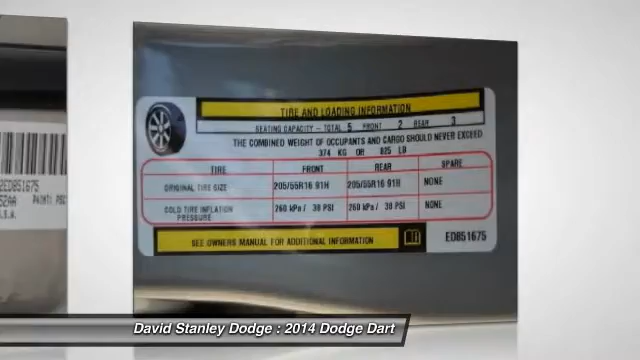 TIRE AND LOADING INFORMATION
SEATING CAPACITY - TOTAL 5 FRONT 2 REAR 3
THE COMBINED WEIGHT OF OCCUPANTS AND CARGO SHOULD NEVER EXCEED
374 KG OR 825 LB
TIRE FRONT REAR SPARE
ORIGINAL TIRE SIZE 205/55R16 91H 205/55R16 91H NONE
COLD TIRE INFLATION PRESSURE 260 kPa / 38 PSI 260 kPa / 38 PSI NONE
SEE OWNERS MANUAL FOR ADDITIONAL INFORMATION
ED851675
ED851675
PAINT:
David Stanley Dodge : 2014 Dodge Dart